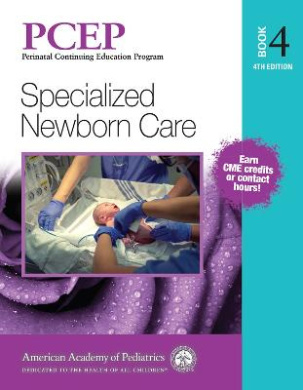 PCEP
Perinatal Continuing Education Program
BOOK 4
4TH EDITION
Specialized
Newborn Care
Earn
CME credits
or contact
hours!
American Academy of Pediatrics
DEDICATED TO THE HEALTH OF ALL CHILDREN®